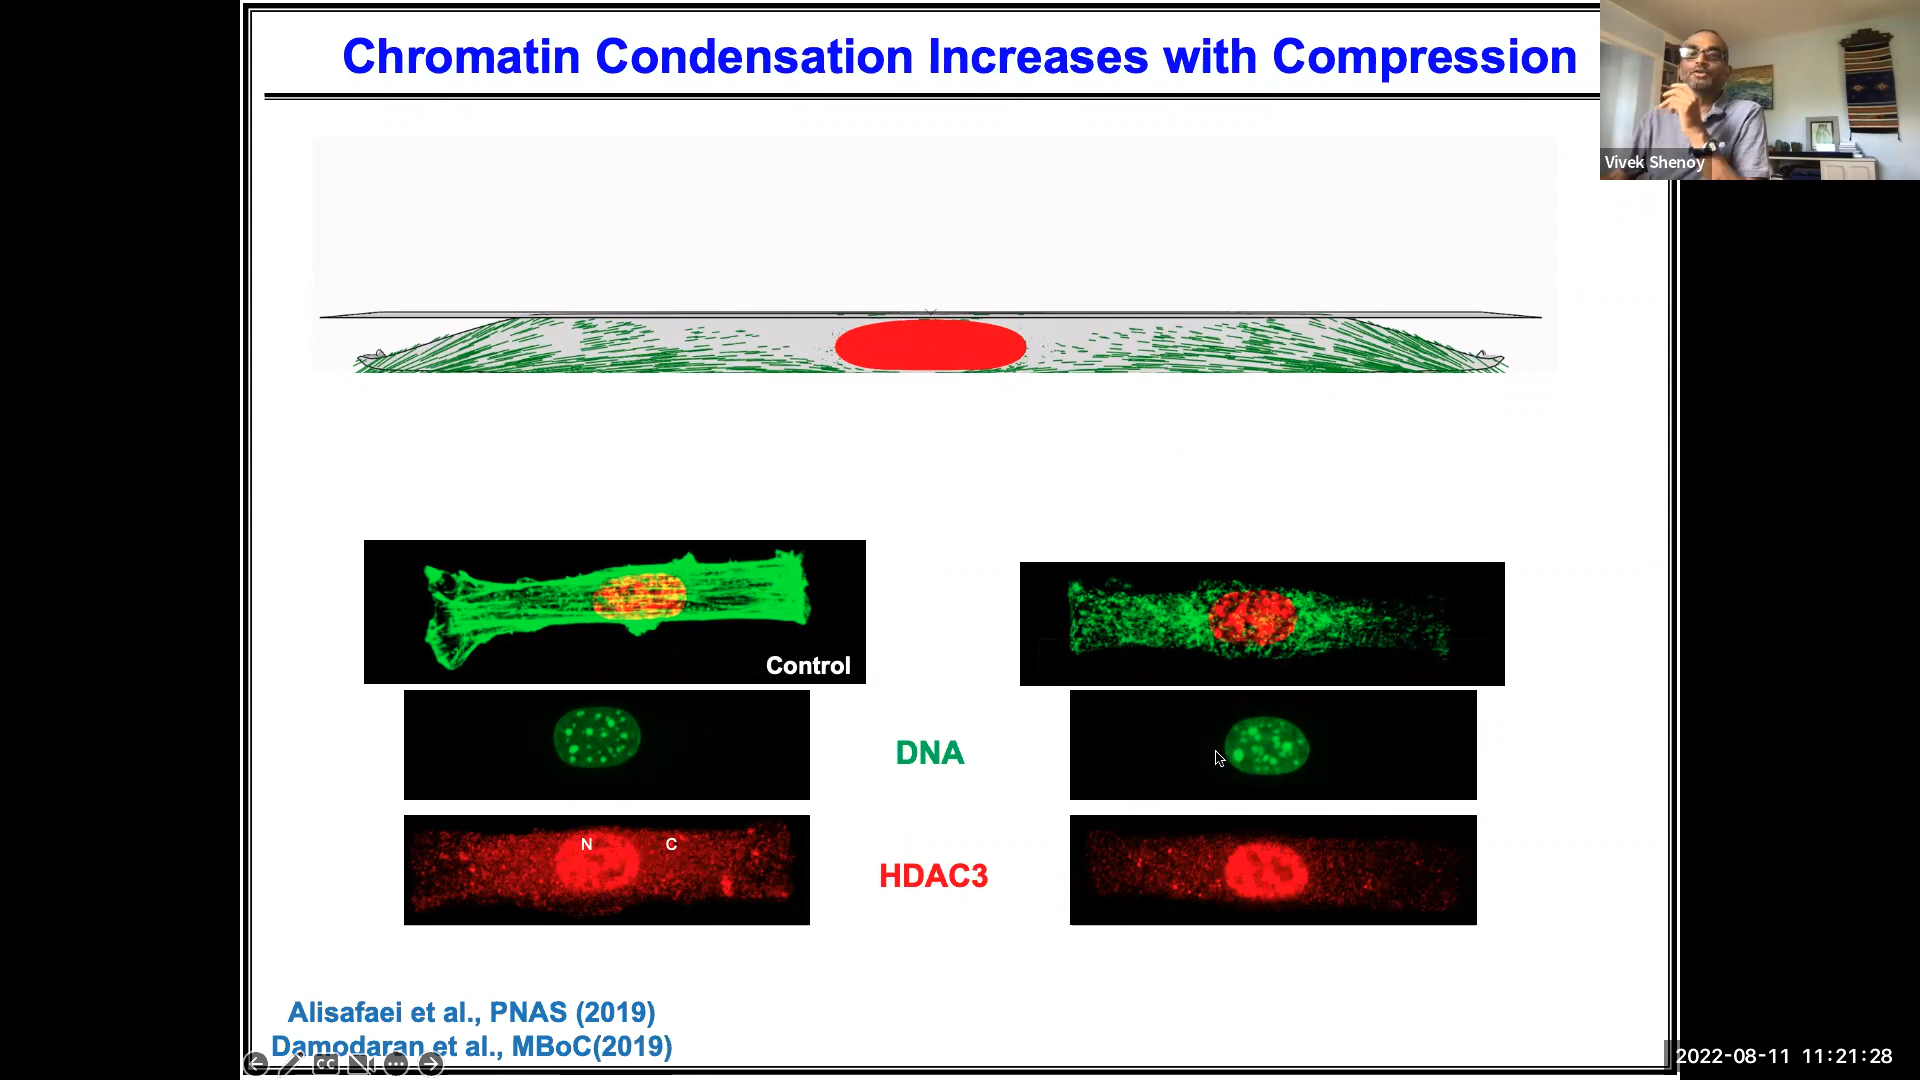 Chromatin Condensation Increases with Compression
Vivek Shenoy
Control
DNA
N
C
HDAC3
Alisafaei et al., PNAS (2019)
Damodaran et al., MBoC(2019)
CC
2022-08-11 11:21:28